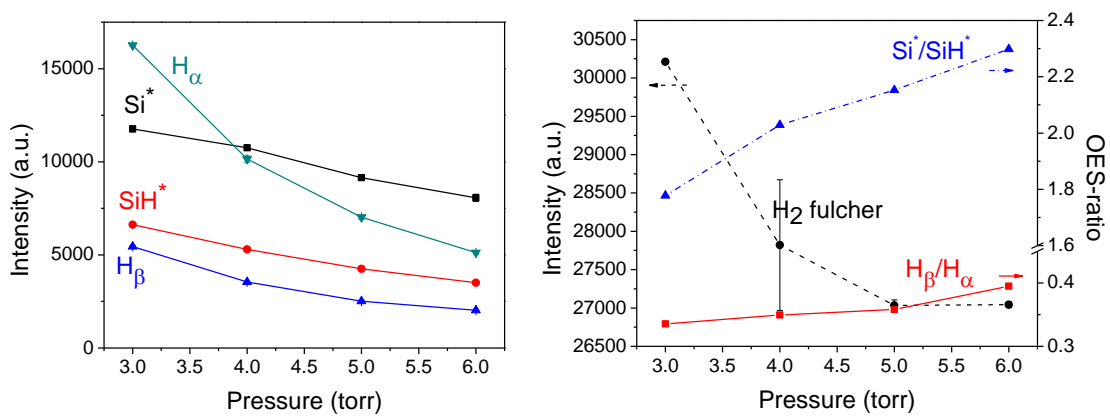 15000
10000
5000
0
Intensity (a.u.)
Hα
Si*
SiH*
Hβ
3.0 3.5 4.0 4.5 5.0 5.5 6.0
Pressure (torr)
30500
30000
29500
29000
28500
28000
27500
27000
26500
Intensity (a.u.)
Si*/SiH*
H2 fulcher
Hβ/Hα
2.4
2.2
2.0
1.8
1.6
0.4
0.3
OES-ratio
3.0 3.5 4.0 4.5 5.0 5.5 6.0
Pressure (torr)